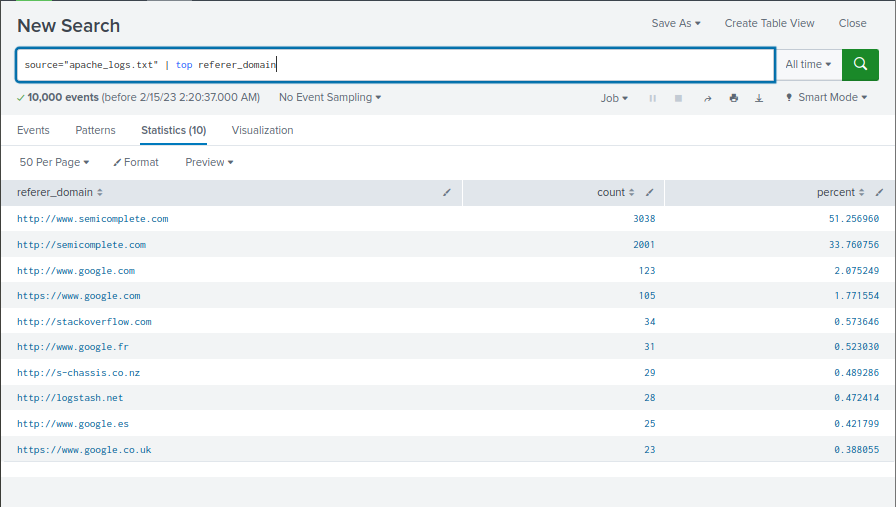 New Search
Save As Create Table View Close
source="apache_logs.txt" | top referer_domain
All time
10,000 events (before 2/15/23 2:20:37.000 AM) No Event Sampling
Job Smart Mode
Events Patterns Statistics (10) Visualization
50 Per Page Format Preview
referer_domain count percent
http://www.semicomplete.com 3038 51.256960
http://semicomplete.com 2001 33.760756
http://www.google.com 123 2.075249
https://www.google.com 105 1.771554
http://stackoverflow.com 34 0.573646
http://www.google.fr 31 0.523030
http://s-chassis.co.nz 29 0.489286
http://logstash.net 28 0.472414
http://www.google.es 25 0.421799
https://www.google.co.uk 23 0.388055